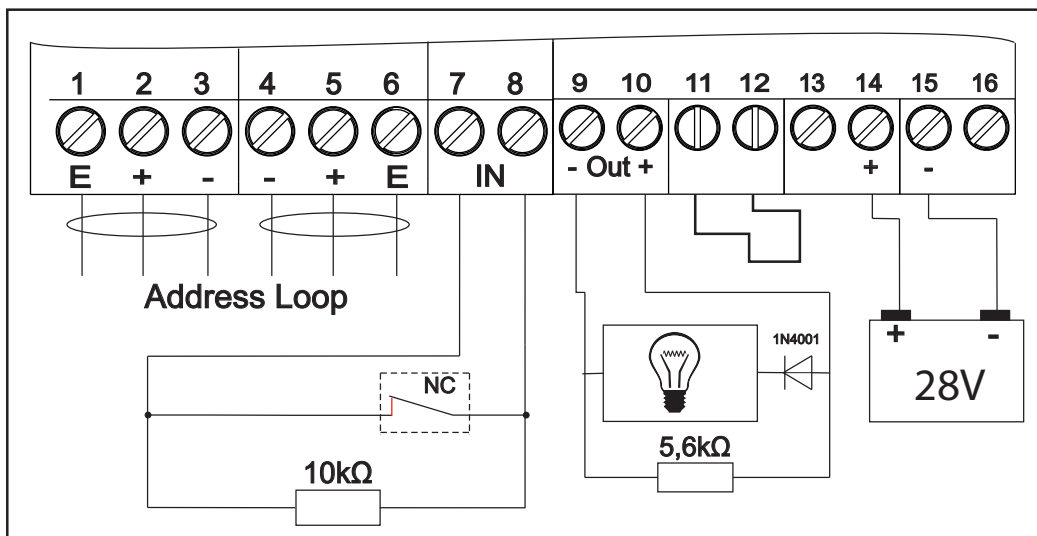 1 2 3 4 5 6 7 8 9 10 11 12 13 14 15 16
E + - - + E IN - Out + + -
Address Loop
1N4001
+ -
NC
28V
5,6kΩ
10kΩ